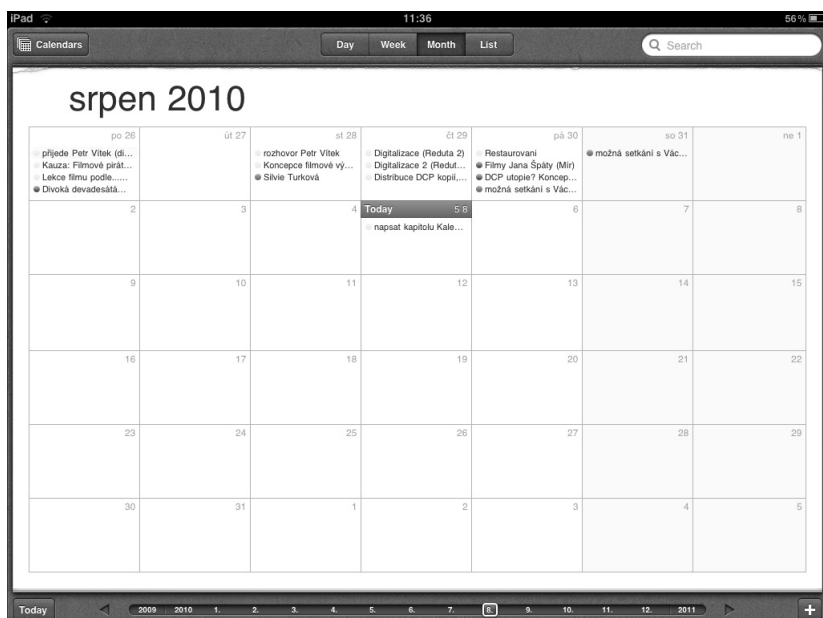 iPad 11:36 56%
Calendars Day Week Month List Search
srpen 2010
po 26 út 27 st 28 čt 29 pá 30 so 31 ne 1
přijede Petr Vítek (di... rozhovor Petr Vítek Digitalizace (Reduta 2) Restaurovani možná setkání s Vác...
Kauza: Filmové pirát... Koncepce filmové vý... Digitalizace 2 (Redut... Filmy Jana Špáty (Mír)
Lekce filmu podle...... Silvie Turková Distribuce DCP kopií,... DCP utopie? Koncep...
Divoká devadesátá... možná setkání s Vác...
2 3 4 Today 5 8 6 7 8
napsat kapitolu Kale...
9 10 11 12 13 14 15
16 17 18 19 20 21 22
23 24 25 26 27 28 29
30 31 1 2 3 4 5
Today 2009 2010 1. 2. 3. 4. 5. 6. 7. 8. 9. 10. 11. 12. 2011 +